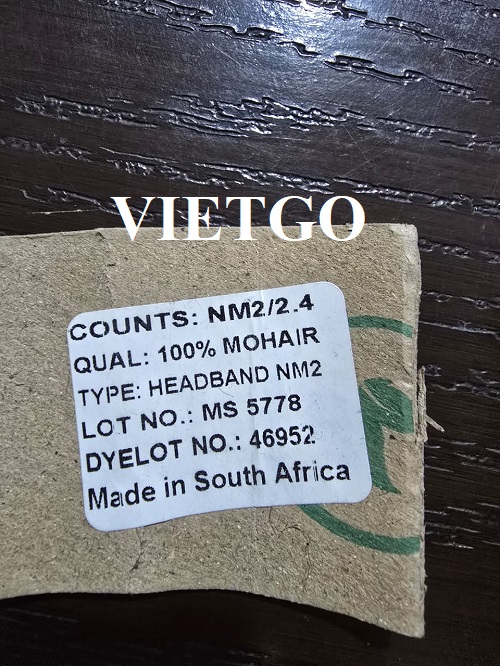 VIETGO
COUNTS: NM2/2.4
QUAL: 100% MOHAIR
TYPE: HEADBAND NM2
LOT NO.: MS 5778
DYELOT NO.: 46952
Made in South Africa